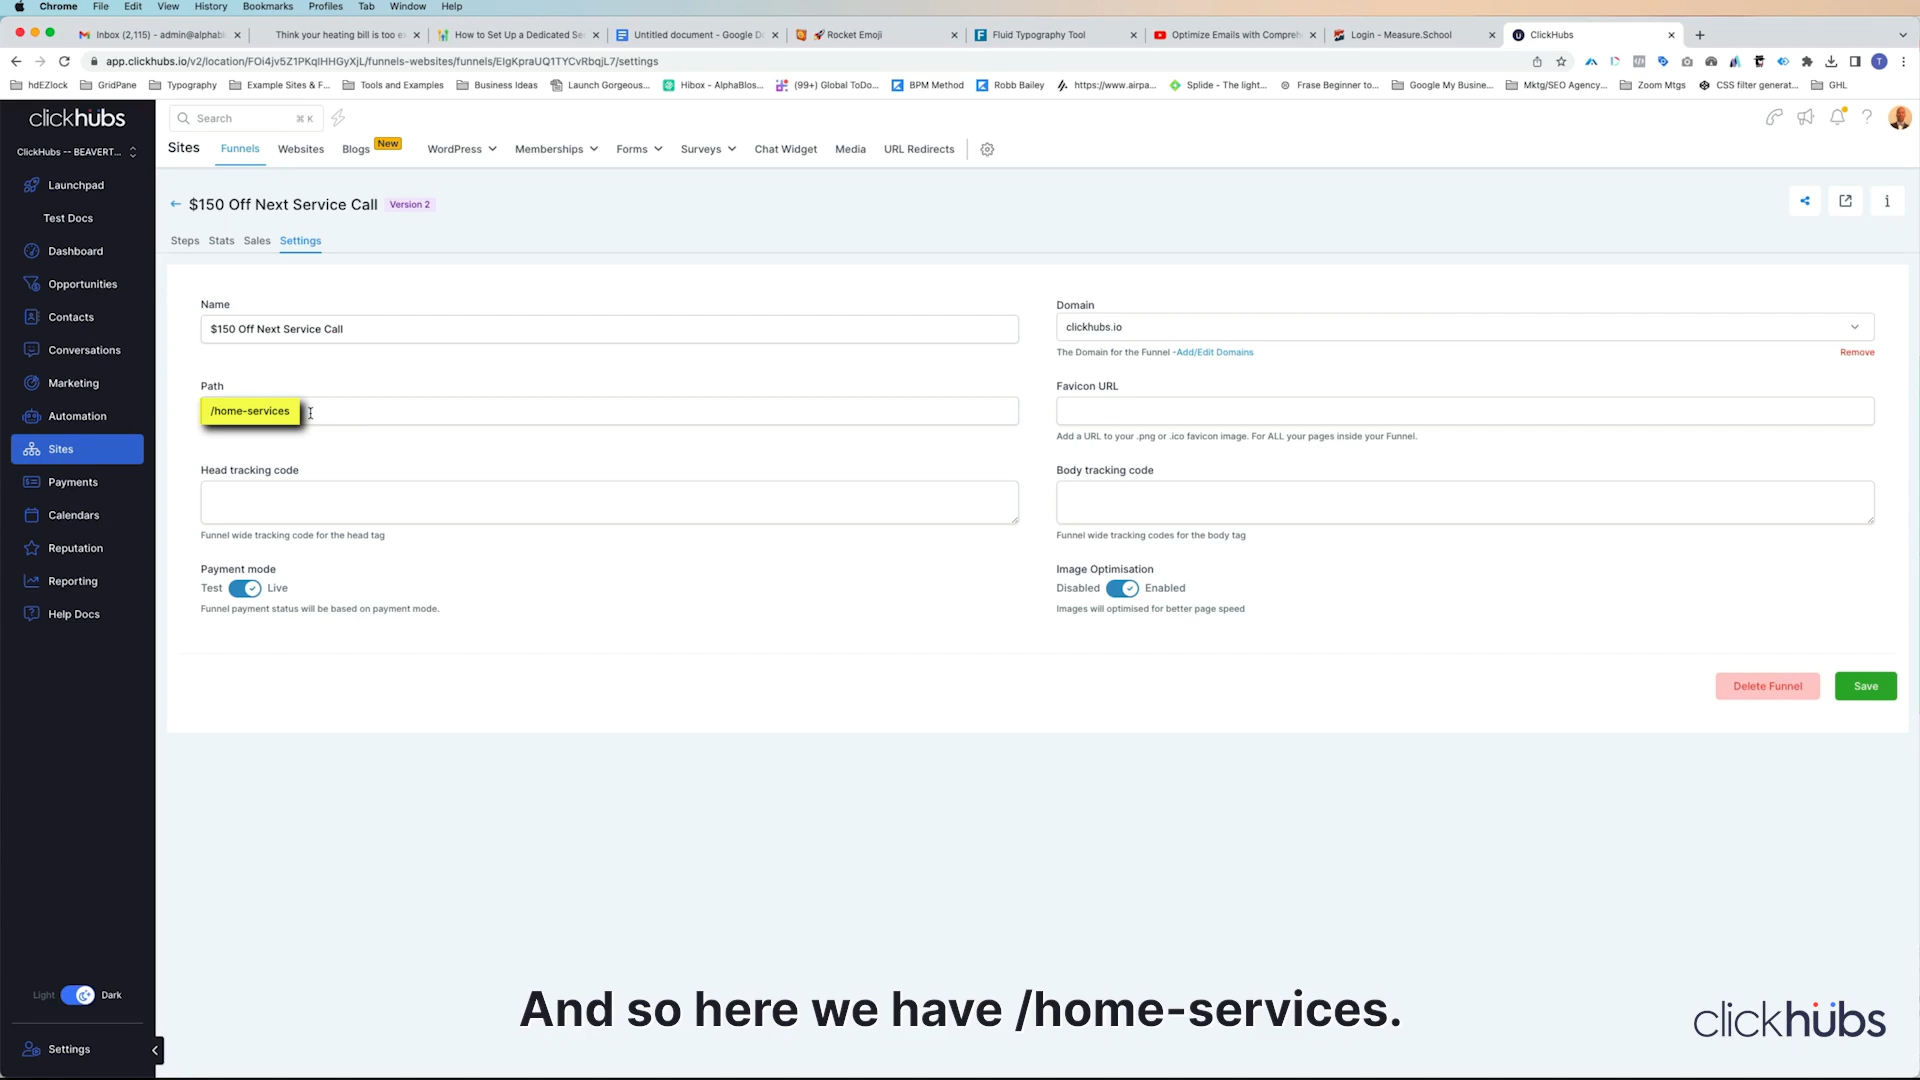 Chrome File Edit View History Bookmarks Profiles Tab Window Help
Inbox (2,115) - admin@alphabl Think your heating bill is too e How to Set Up a Dedicated Se Untitled document - Google D 🚀 Rocket Emoji Fluid Typography Tool Optimize Emails with Compreh Login - Measure.School ClickHubs
app.clickhubs.io/v2/location/FOi4jv5Z1PKqlHHGyXjL/funnels-websites/funnels/EIgKpraUQ1TYCvRbqjL7/settings
hdEZlock GridPane Typography Example Sites & F... Tools and Examples Business Ideas Launch Gorgeous... Hibox - AlphaBlos... (99+) Global ToDo... BPM Method Robb Bailey https://www.airpa... Splide - The light... Frase Beginner to... Google My Busine... Mktg/SEO Agency... Zoom Mtgs CSS filter generat... GHL
clickhubs
ClickHubs -- BEAVERT...
Launchpad
Test Docs
Dashboard
Opportunities
Contacts
Conversations
Marketing
Automation
Sites
Payments
Calendars
Reputation
Reporting
Help Docs
Light Dark
Settings
Search ⌘ K
Sites Funnels Websites Blogs New WordPress Memberships Forms Surveys Chat Widget Media URL Redirects
$150 Off Next Service Call Version 2
Steps Stats Sales Settings
Name
$150 Off Next Service Call
Domain
clickhubs.io
The Domain for the Funnel -Add/Edit Domains Remove
Path
/home-services
Favicon URL
Add a URL to your .png or .ico favicon image. For ALL your pages inside your Funnel.
Head tracking code
Funnel wide tracking code for the head tag
Body tracking code
Funnel wide tracking codes for the body tag
Payment mode
Test Live
Funnel payment status will be based on payment mode.
Image Optimisation
Disabled Enabled
Images will optimised for better page speed
Delete Funnel Save
And so here we have /home-services.
clickhubs